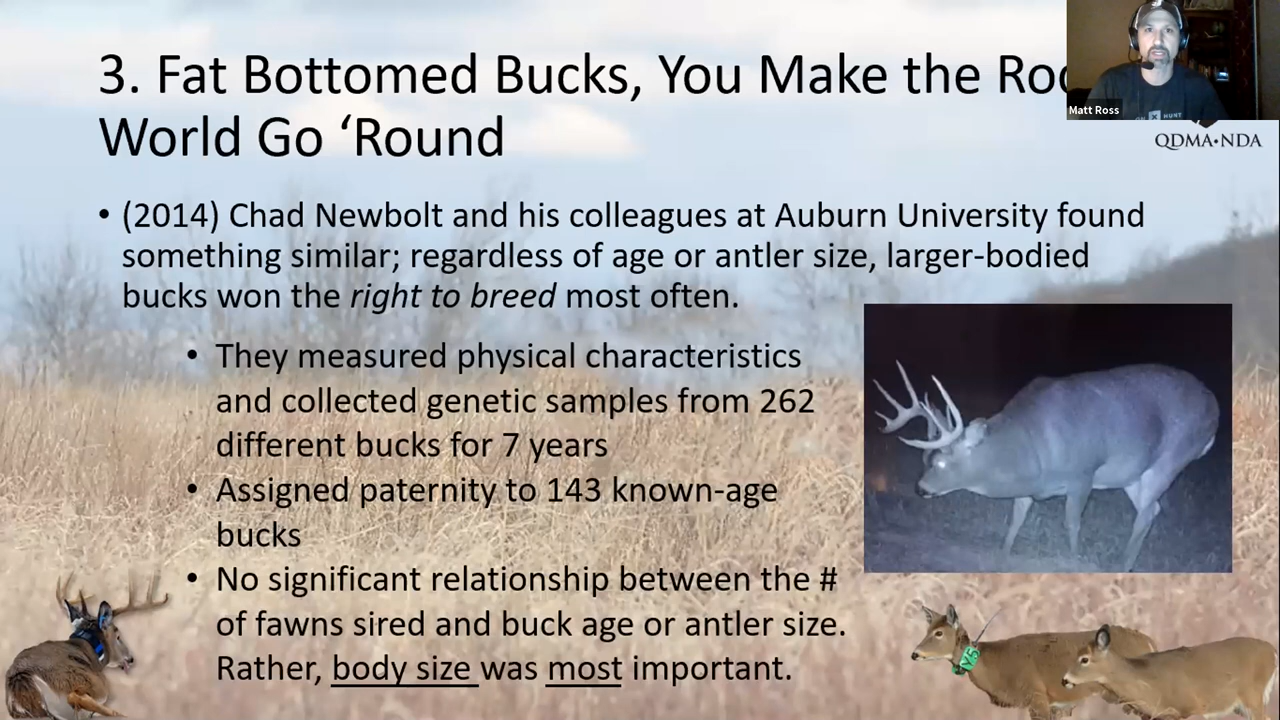 3. Fat Bottomed Bucks, You Make the
World Go ‘Round
Matt Ross
HUNT
QDMA•NDA
• (2014) Chad Newbolt and his colleagues at Auburn University found
something similar; regardless of age or antler size, larger-bodied
bucks won the right to breed most often.
• They measured physical characteristics
and collected genetic samples from 262
different bucks for 7 years
• Assigned paternity to 143 known-age
bucks
• No significant relationship between the #
of fawns sired and buck age or antler size.
Rather, body size was most important.